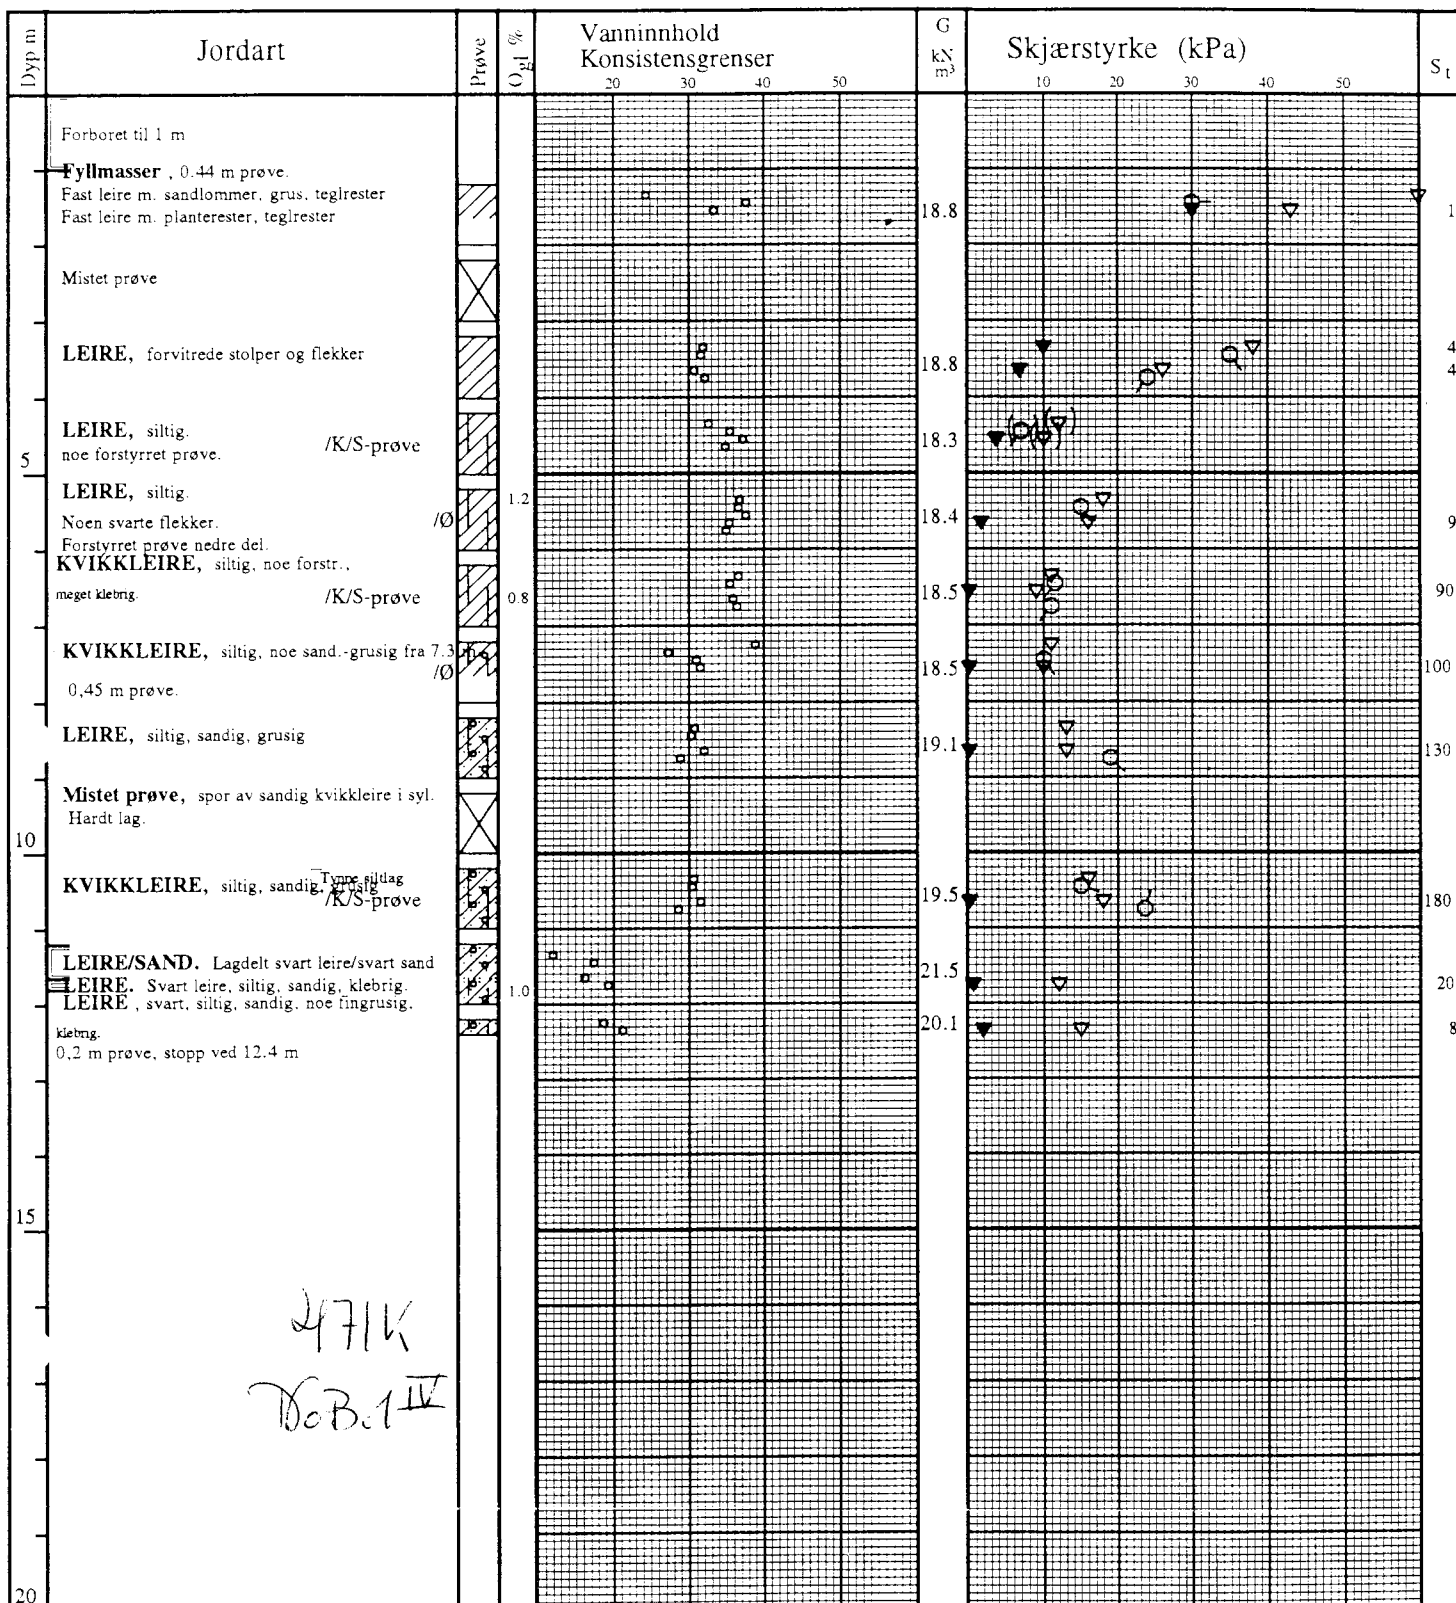 Dyp m
Jordart
Prøve
Ogl %
Vanninnhold
Konsistensgrenser
20 30 40 50
G
kN
m³
Skjærstyrke (kPa)
10 20 30 40 50
St
Forboret til 1 m
Fyllmasser , 0.44 m prøve.
Fast leire m. sandlommer, grus, teglrester
Fast leire m. planterester, teglrester
18.8
1
Mistet prøve
LEIRE, forvitrede stolper og flekker
18.8
4
4
LEIRE, siltig.
noe forstyrret prøve. /K/S-prøve
18.3
5
LEIRE, siltig.
1.2
Noen svarte flekker. /Ø
18.4
9
Forstyrret prøve nedre del.
KVIKKLEIRE, siltig, noe forstr.,
meget klebrig. /K/S-prøve
0.8
18.5
90
KVIKKLEIRE, siltig, noe sand.-grusig fra 7.3 m
/Ø
18.5
100
0,45 m prøve.
LEIRE, siltig, sandig, grusig
19.1
130
Mistet prøve, spor av sandig kvikkleire i syl.
Hardt lag.
10
Tynne siltlag
KVIKKLEIRE, siltig, sandig, grusig
/K/S-prøve
19.5
180
LEIRE/SAND. Lagdelt svart leire/svart sand
21.5
LEIRE. Svart leire, siltig, sandig, klebrig.
1.0
20
LEIRE , svart, siltig, sandig, noe fingrusig,
klebrig.
20.1
8
0,2 m prøve, stopp ved 12.4 m
15
471K
20